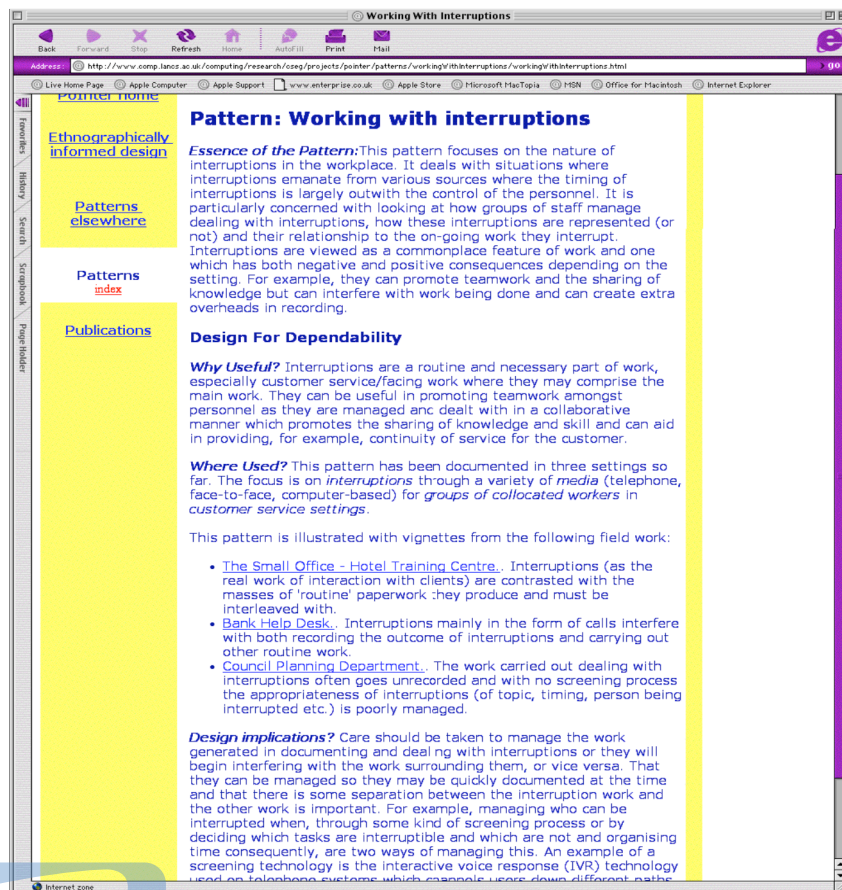 Working With Interruptions
Back Forward Stop Refresh Home AutoFill Print Mail
Address: http://www.comp.lancs.ac.uk/computing/research/cseg/projects/pointer/patterns/workingWithInterruptions/workingWithInterruptions.html go
Live Home Page Apple Computer Apple Support www.enterprise.co.uk Apple Store Microsoft MacTopia MSN Office for Macintosh Internet Explorer
Favorites
History
Search
Scrapbook
Page Holder
Pointer Home
Ethnographically
informed design
Patterns
elsewhere
Patterns
index
Publications
Pattern: Working with interruptions
Essence of the Pattern:This pattern focuses on the nature of
interruptions in the workplace. It deals with situations where
interruptions emanate from various sources where the timing of
interruptions is largely outwith the control of the personnel. It is
particularly concerned with looking at how groups of staff manage
dealing with interruptions, how these interruptions are represented (or
not) and their relationship to the on-going work they interrupt.
Interruptions are viewed as a commonplace feature of work and one
which has both negative and positive consequences depending on the
setting. For example, they can promote teamwork and the sharing of
knowledge but can interfere with work being done and can create extra
overheads in recording.
Design For Dependability
Why Useful? Interruptions are a routine and necessary part of work,
especially customer service/facing work where they may comprise the
main work. They can be useful in promoting teamwork amongst
personnel as they are managed and dealt with in a collaborative
manner which promotes the sharing of knowledge and skill and can aid
in providing, for example, continuity of service for the customer.
Where Used? This pattern has been documented in three settings so
far. The focus is on interruptions through a variety of media (telephone,
face-to-face, computer-based) for groups of collocated workers in
customer service settings.
This pattern is illustrated with vignettes from the following field work:
• The Small Office - Hotel Training Centre.. Interruptions (as the
real work of interaction with clients) are contrasted with the
masses of 'routine' paperwork they produce and must be
interleaved with.
• Bank Help Desk.. Interruptions mainly in the form of calls interfere
with both recording the outcome of interruptions and carrying out
other routine work.
• Council Planning Department.. The work carried out dealing with
interruptions often goes unrecorded and with no screening process
the appropriateness of interruptions (of topic, timing, person being
interrupted etc.) is poorly managed.
Design implications? Care should be taken to manage the work
generated in documenting and dealing with interruptions or they will
begin interfering with the work surrounding them, or vice versa. That
they can be managed so they may be quickly documented at the time
and that there is some separation between the interruption work and
the other work is important. For example, managing who can be
interrupted when, through some kind of screening process or by
deciding which tasks are interruptible and which are not and organising
time consequently, are two ways of managing this. An example of a
screening technology is the interactive voice response (IVR) technology
used on telephone systems which channels users down different paths
Internet zone